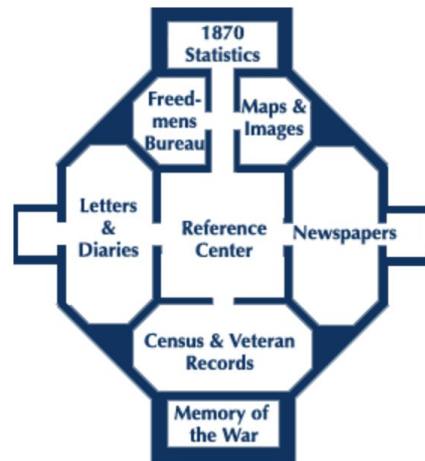 1870
Statistics
Freed-
mens
Bureau
Maps &
Images
Letters
&
Diaries
Reference
Center
Newspapers
Census & Veteran
Records
Memory of
the War